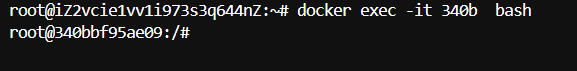 root@iZ2vcie1vv1i973s3q644nZ:~# docker exec -it 340b  bash
root@340bbf95ae09:/#